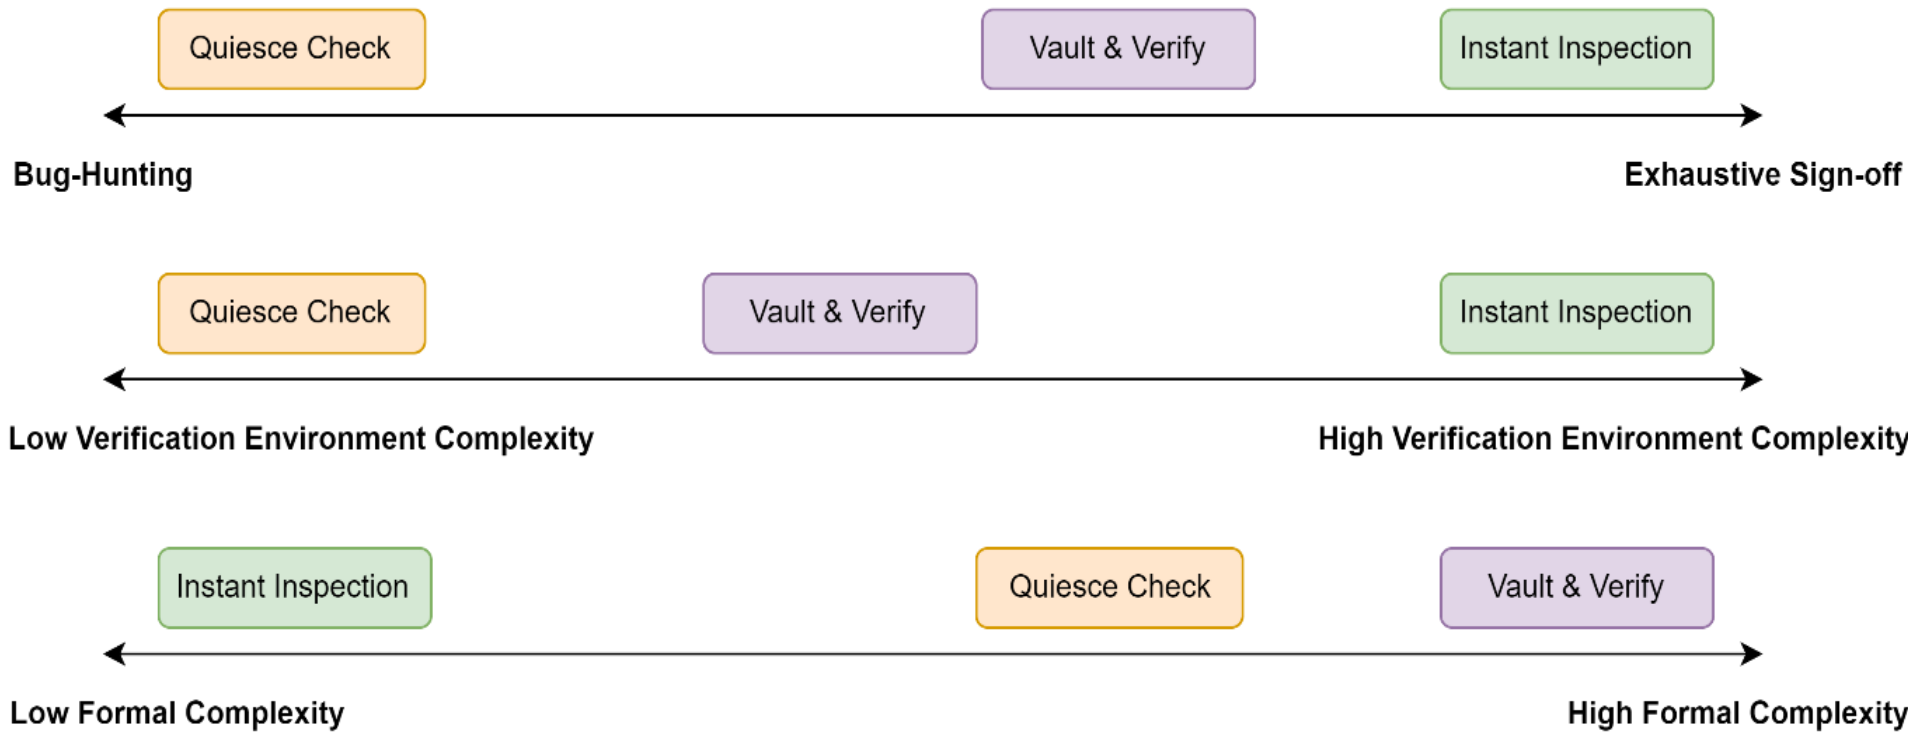 Quiesce Check
Vault & Verify
Instant Inspection
Bug-Hunting
Exhaustive Sign-off
Quiesce Check
Vault & Verify
Instant Inspection
Low Verification Environment Complexity
High Verification Environment Complexity
Instant Inspection
Quiesce Check
Vault & Verify
Low Formal Complexity
High Formal Complexity